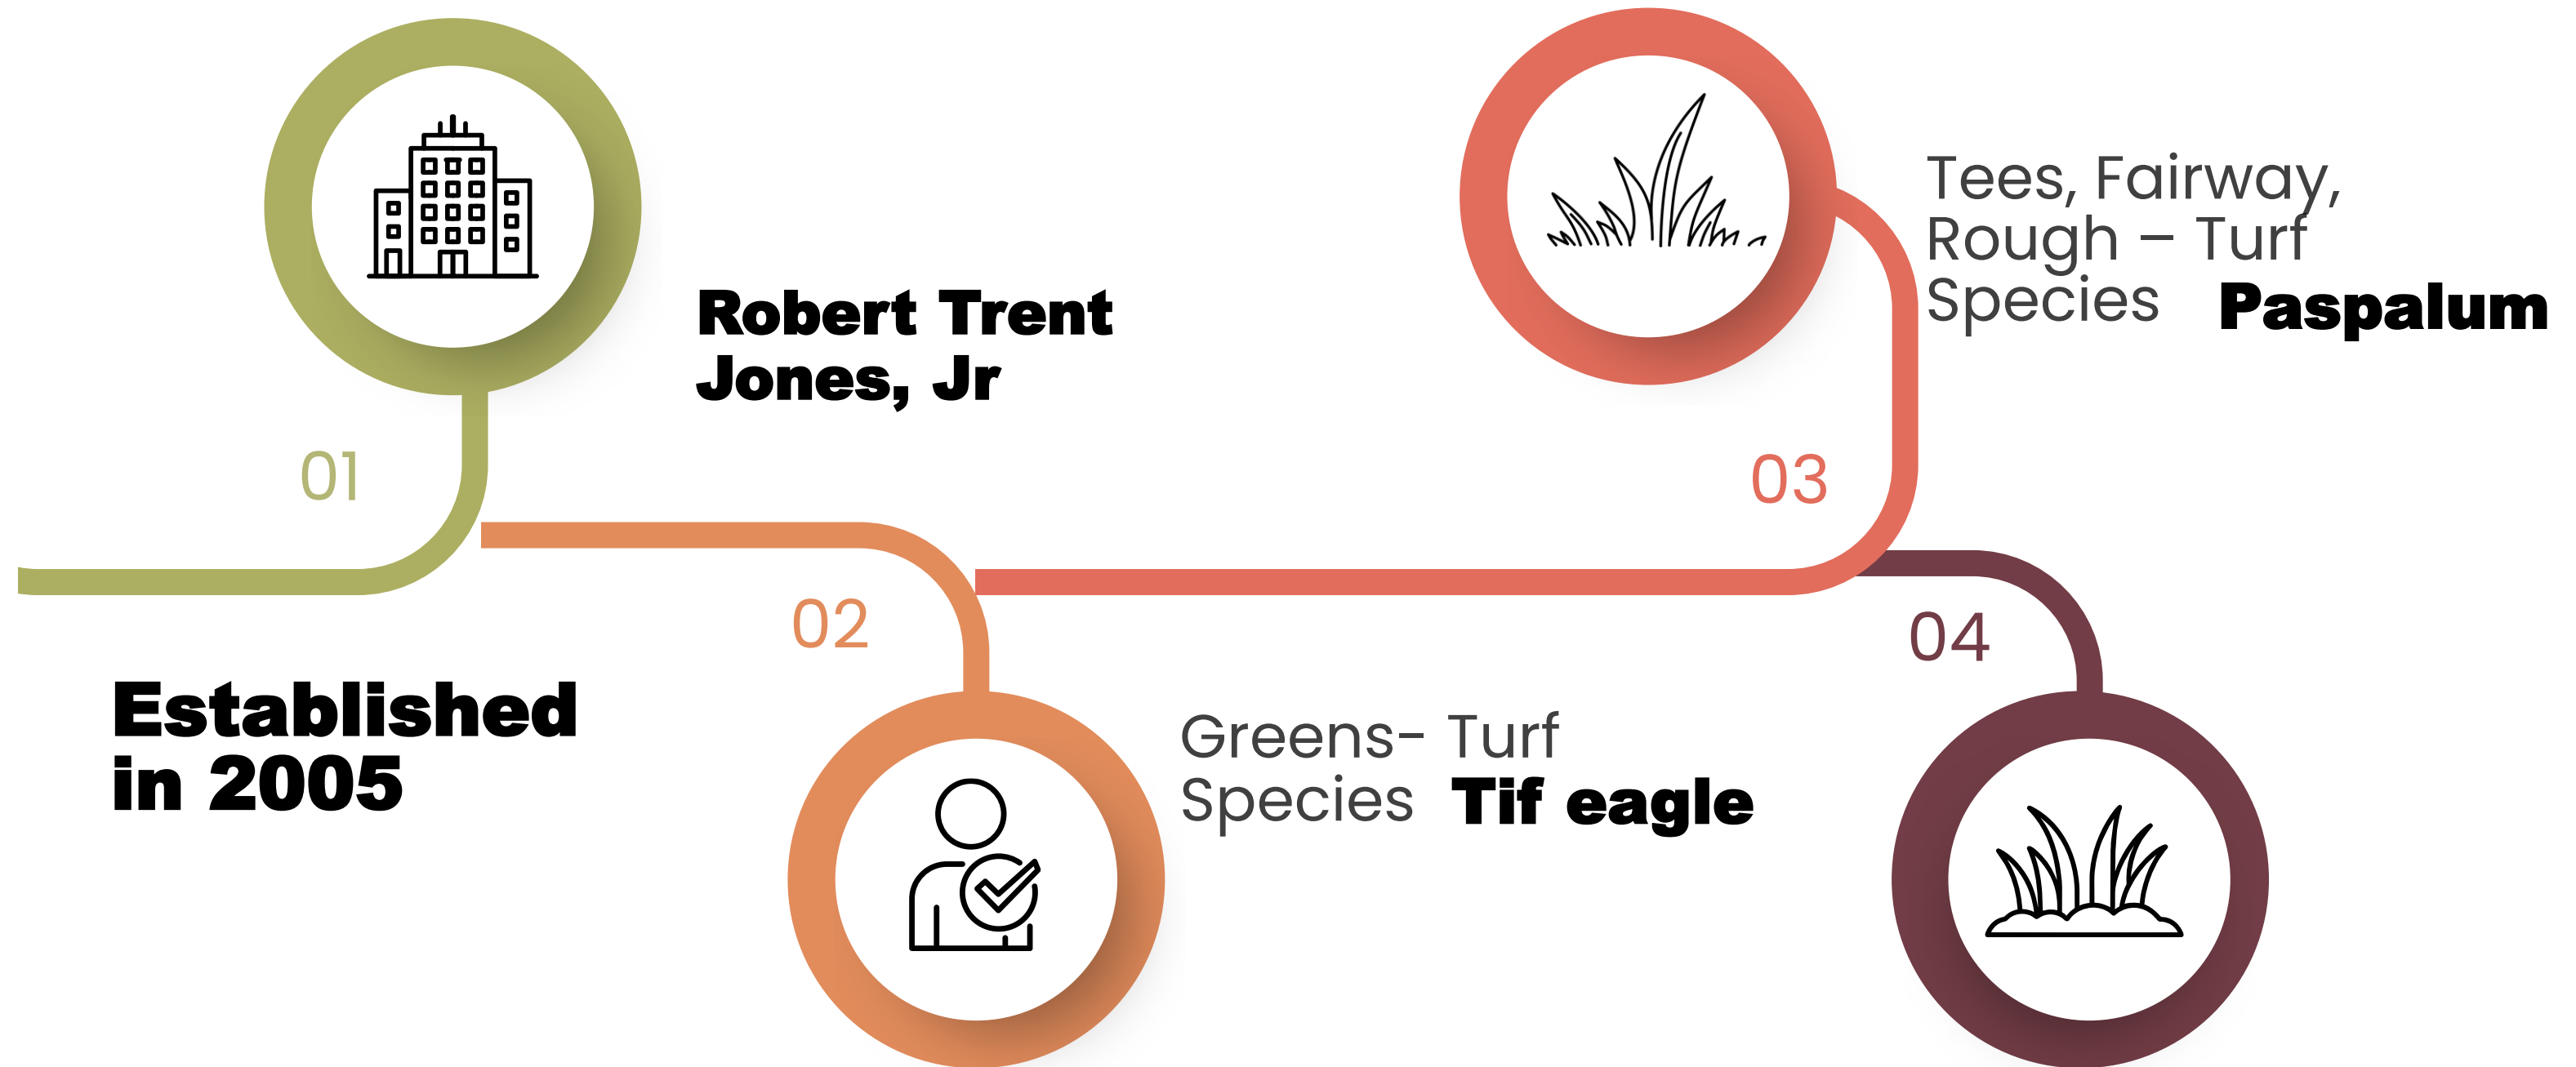 01
Established
in 2005
Robert Trent
Jones, Jr
02
Greens- Turf
Species Tif eagle
03
Tees, Fairway,
Rough – Turf
Species Paspalum
04